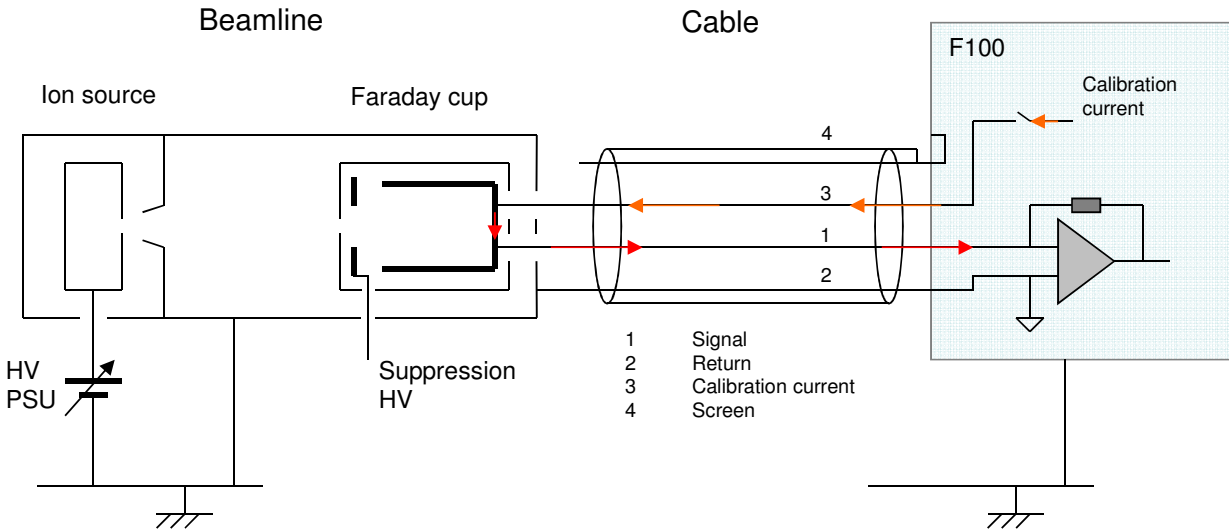 Beamline
Cable
F100
Ion source
Faraday cup
Calibration
current
4
3
1
2
HV
PSU
Suppression
HV
1 Signal
2 Return
3 Calibration current
4 Screen